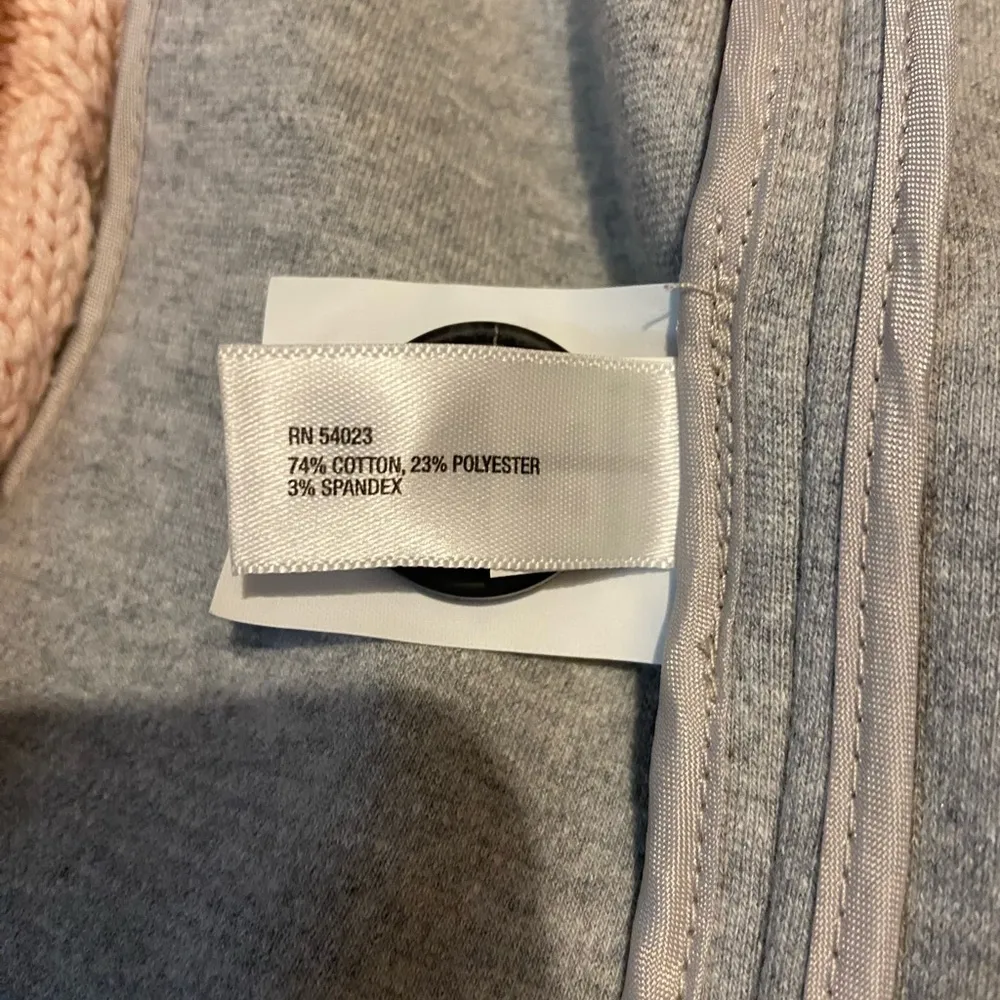 RN 54023
74% COTTON, 23% POLYESTER
3% SPANDEX